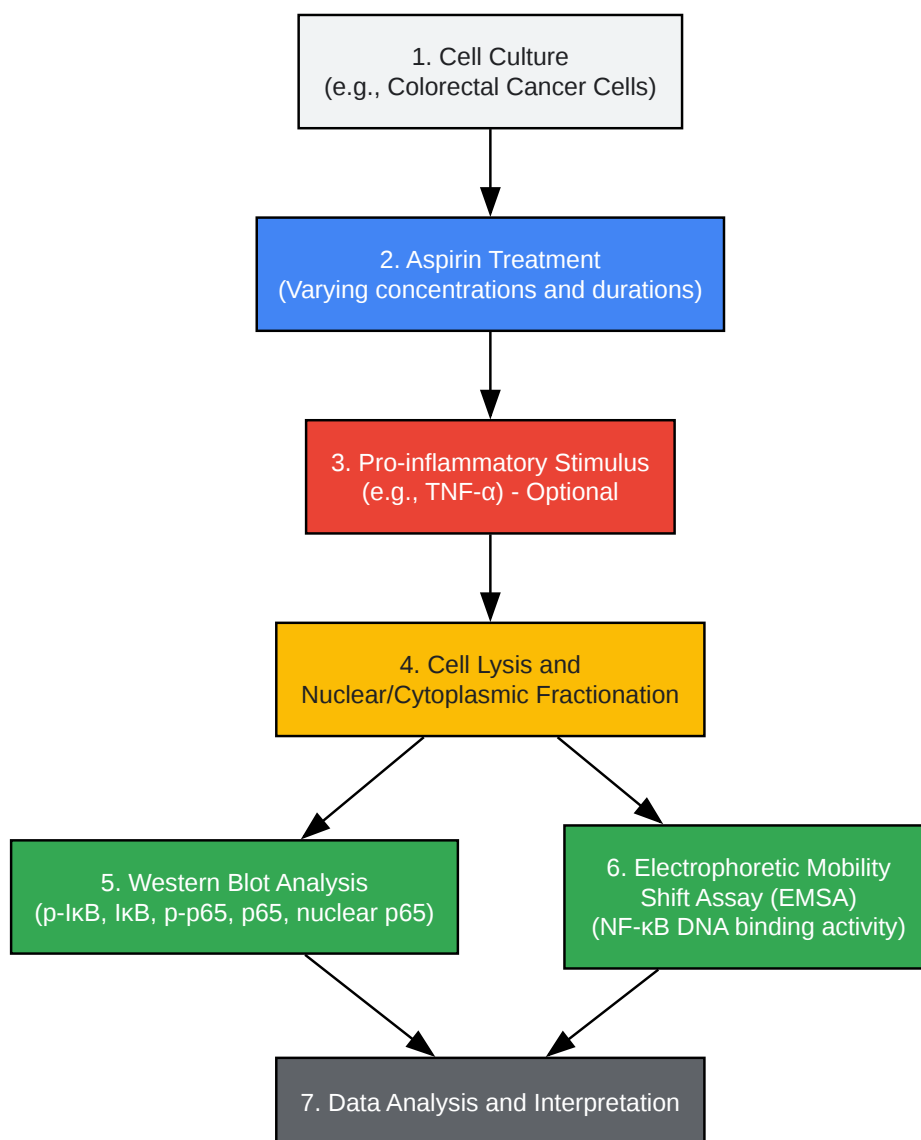 1. Cell Culture
(e.g., Colorectal Cancer Cells)
2. Aspirin Treatment
(Varying concentrations and durations)
3. Pro-inflammatory Stimulus
(e.g., TNF-α) - Optional
4. Cell Lysis and
Nuclear/Cytoplasmic Fractionation
5. Western Blot Analysis
(p-IκB, IκB, p-p65, p65, nuclear p65)
6. Electrophoretic Mobility
Shift Assay (EMSA)
(NF-κB DNA binding activity)
7. Data Analysis and Interpretation